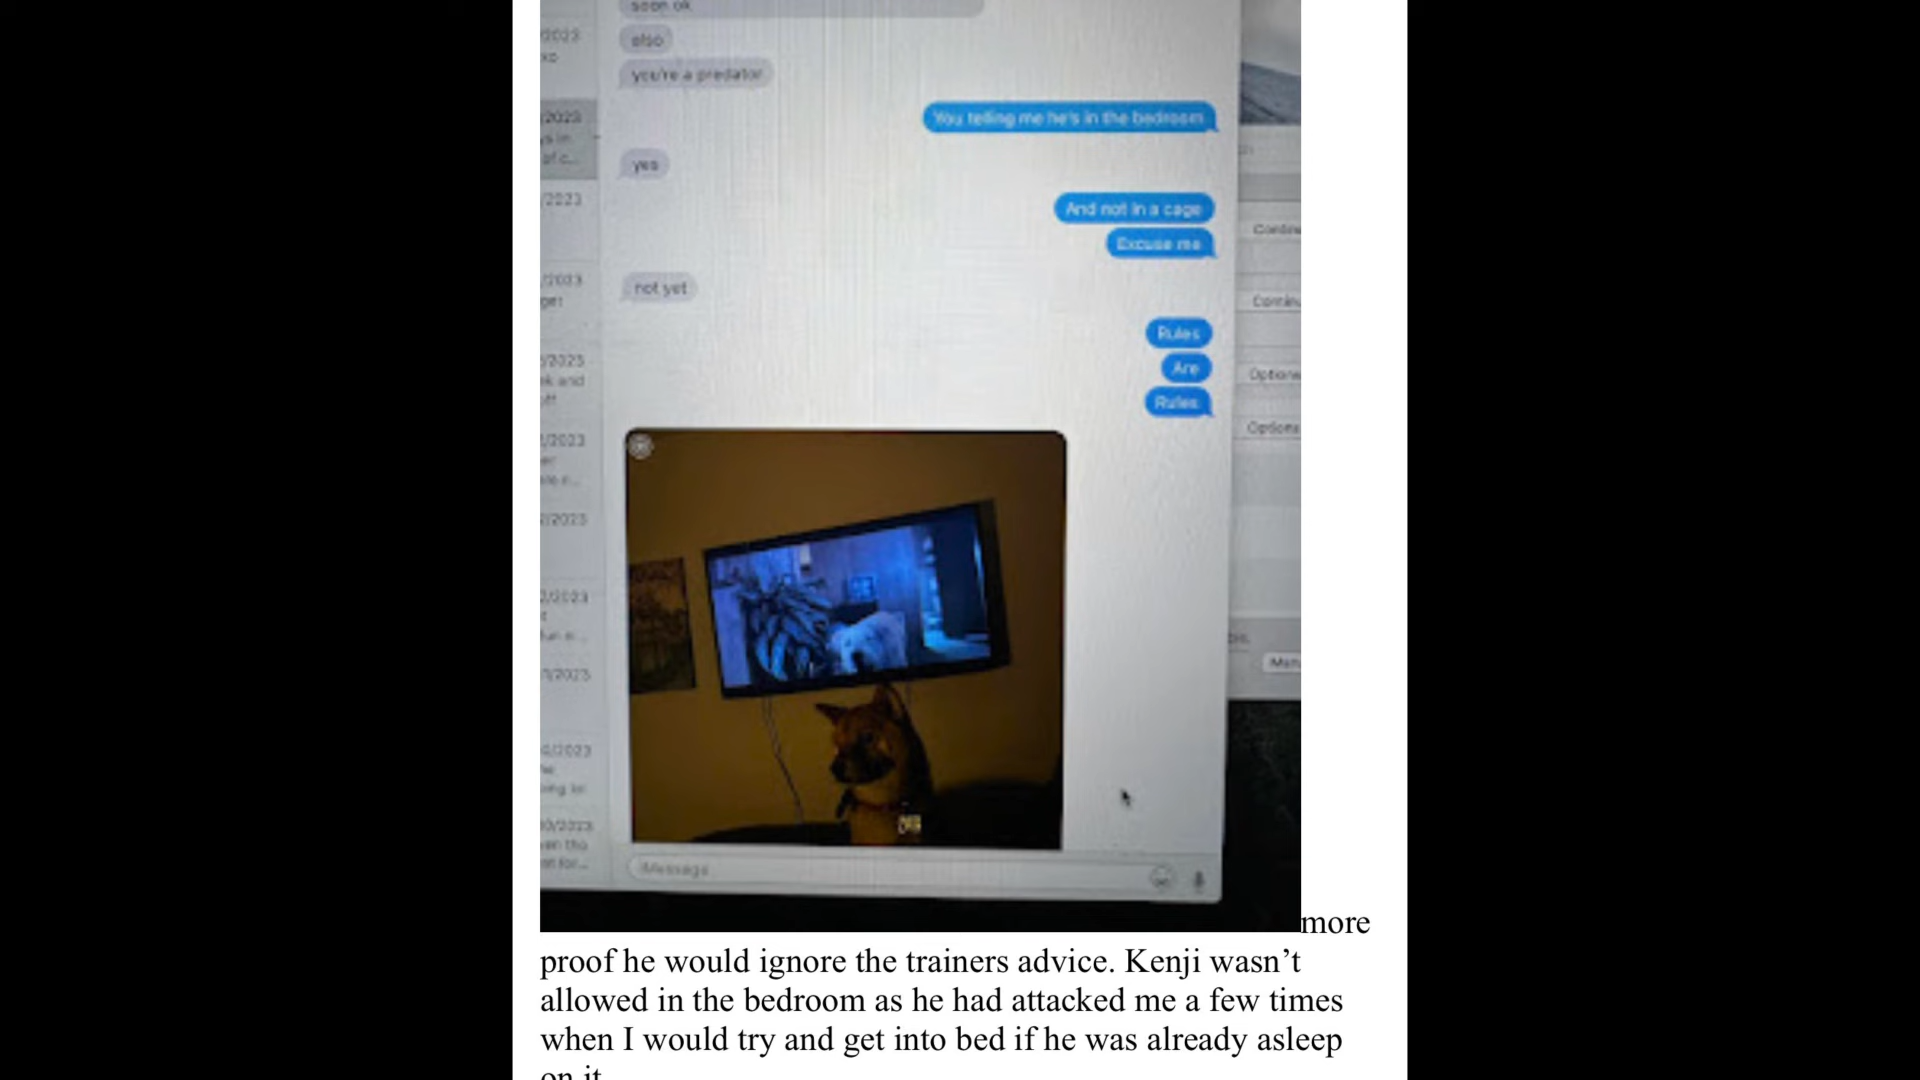 soon ok
also
you're a predator
You telling me he's in the bedroom
yes
And not in a cage
Excuse me
not yet
Rules
Are
Rules
iMessage
more
proof he would ignore the trainers advice. Kenji wasn’t
allowed in the bedroom as he had attacked me a few times
when I would try and get into bed if he was already asleep
on it